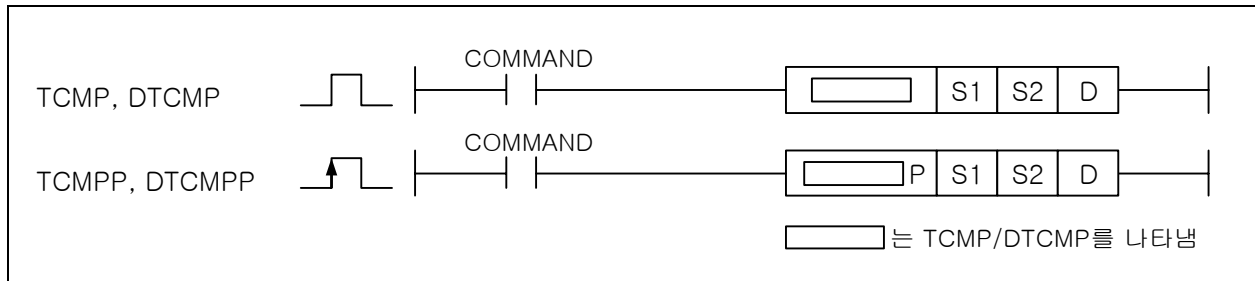 COMMAND
TCMP, DTCMP S1 S2 D
COMMAND
TCMPP, DTCMPP P S1 S2 D
는 TCMP/DTCMP를 나타냄